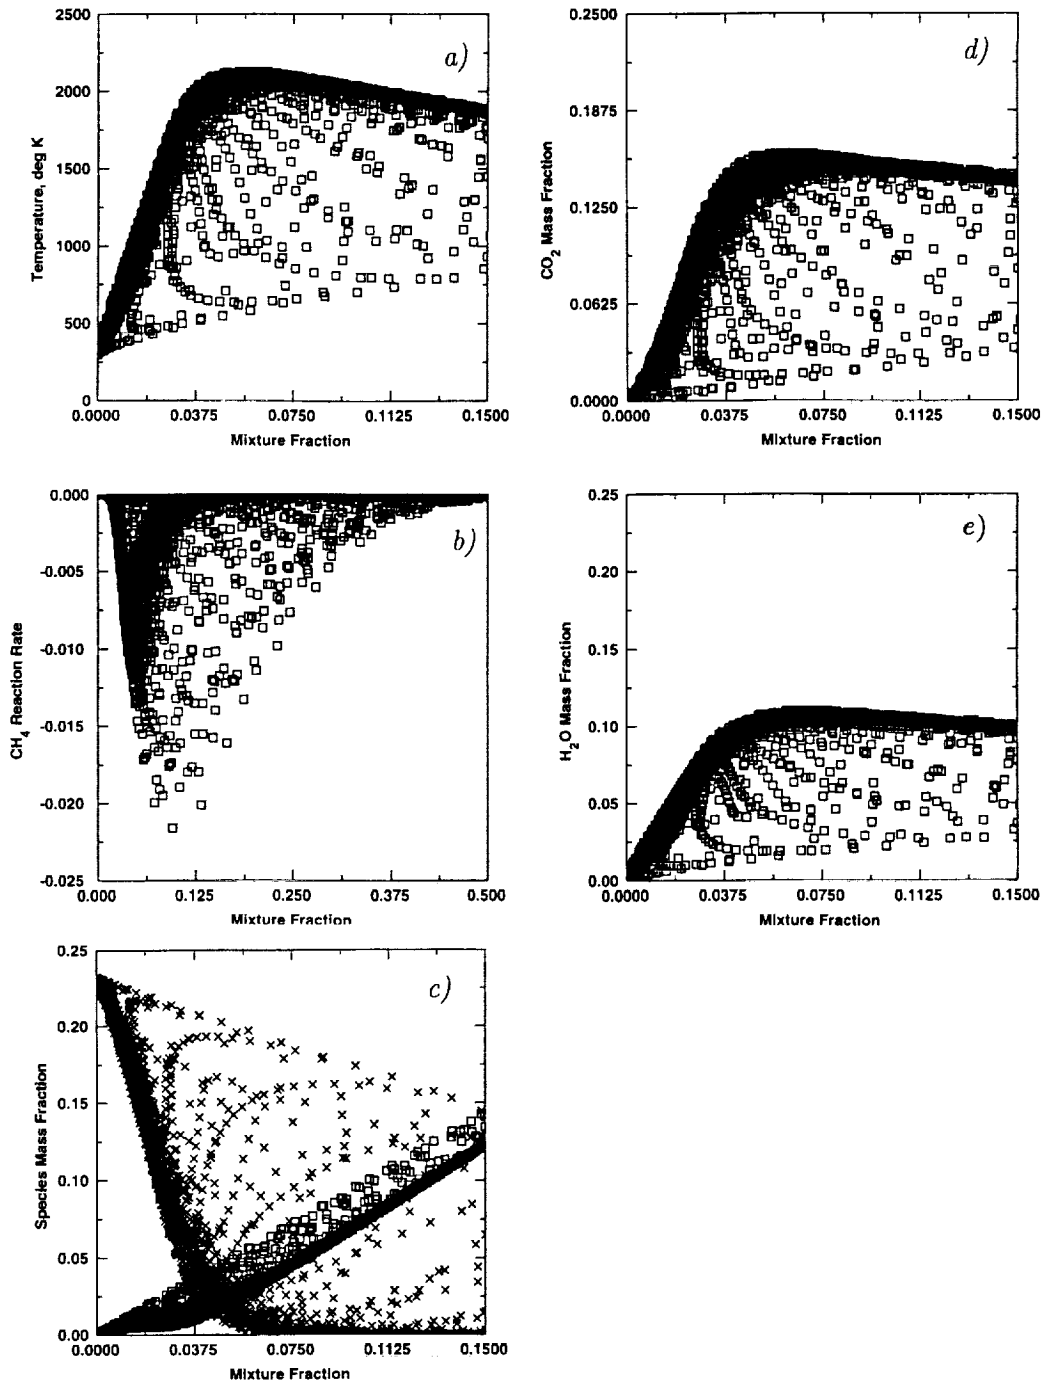 2500
2000
1500
1000
500
0
Temperature, deg K
a)
0.0000 0.0375 0.0750 0.1125 0.1500
Mixture Fraction
0.2500
0.1875
0.1250
0.0625
0.0000
CO2 Mass Fraction
d)
0.0000 0.0375 0.0750 0.1125 0.1500
Mixture Fraction
0.000
-0.005
-0.010
-0.015
-0.020
-0.025
CH4 Reaction Rate
b)
0.000 0.125 0.250 0.375 0.500
Mixture Fraction
0.25
0.20
0.15
0.10
0.05
0.00
H2O Mass Fraction
e)
0.0000 0.0375 0.0750 0.1125 0.1500
Mixture Fraction
0.25
0.20
0.15
0.10
0.05
0.00
Species Mass Fraction
c)
0.0000 0.0375 0.0750 0.1125 0.1500
Mixture Fraction